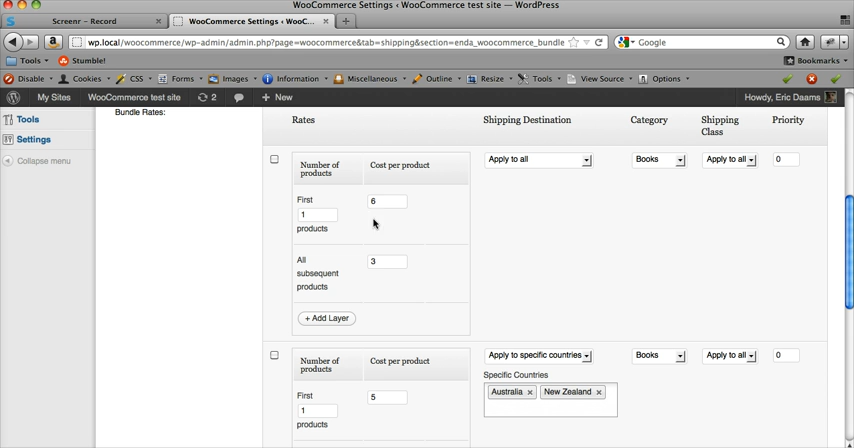 WooCommerce Settings ‹ WooCommerce test site — WordPress
Screenr - Record
WooCommerce Settings ‹ WooC...
wp.local/woocommerce/wp-admin/admin.php?page=woocommerce&tab=shipping&section=enda_woocommerce_bundle
Google
Tools
Stumble!
Bookmarks
Disable
Cookies
CSS
Forms
Images
Information
Miscellaneous
Outline
Resize
Tools
View Source
Options
My Sites
WooCommerce test site
2
+ New
Howdy, Eric Daams
Tools
Settings
Collapse menu
Bundle Rates:
Rates
Shipping Destination
Category
Shipping Class
Priority
Number of products
Cost per product
Apply to all
Books
Apply to all
0
First
6
1
products
All
3
subsequent
products
+ Add Layer
Number of products
Cost per product
Apply to specific countries
Books
Apply to all
0
Specific Countries
Australia ×
New Zealand ×
First
5
1
products